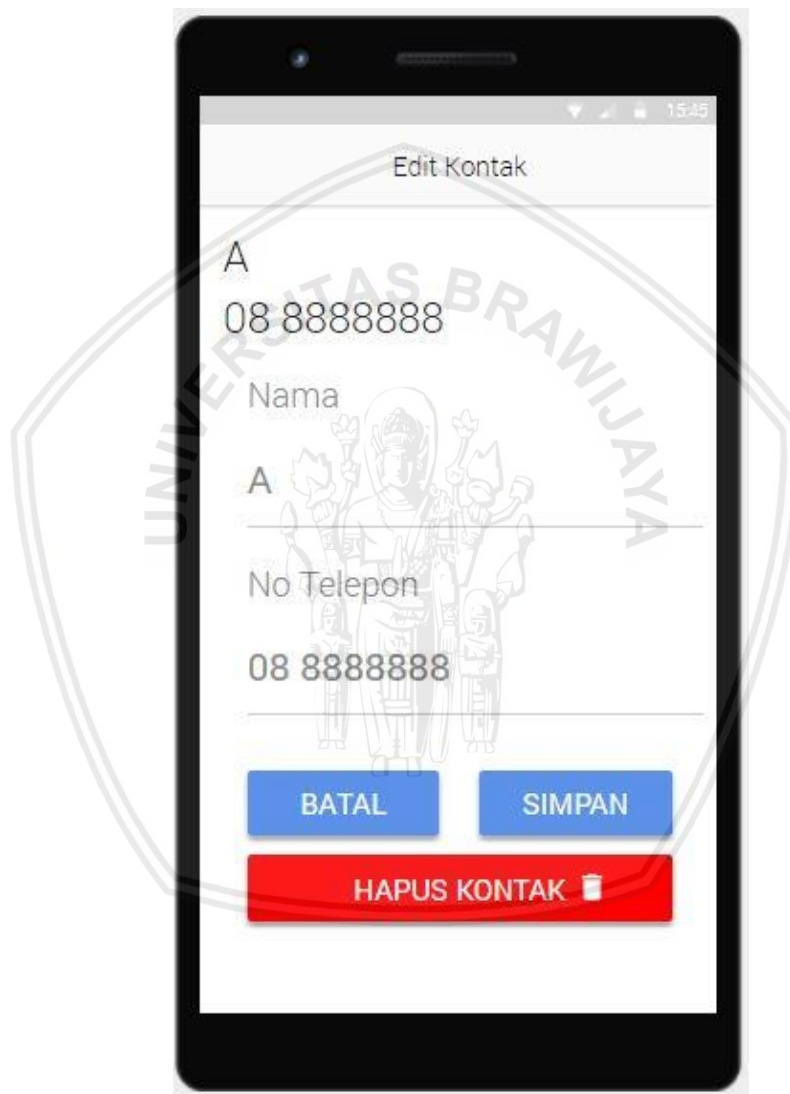 15:45
Edit Kontak
A
08 8888888
Nama
A
No Telepon
08 8888888
BATAL SIMPAN
HAPUS KONTAK
UNIVERSITAS BRAWIJAYA